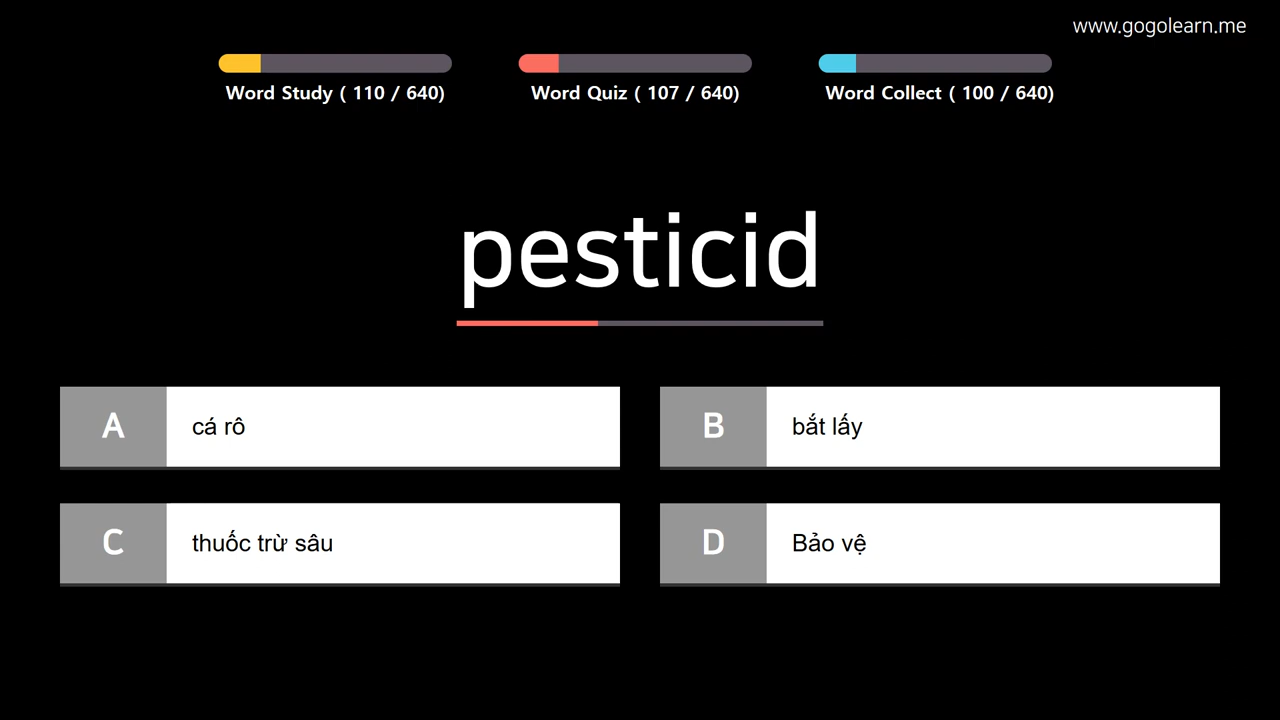 www.gogolearn.me
Word Study ( 110 / 640)
Word Quiz ( 107 / 640)
Word Collect ( 100 / 640)
pesticid
A cá rô
B bắt lấy
C thuốc trừ sâu
D Bảo vệ